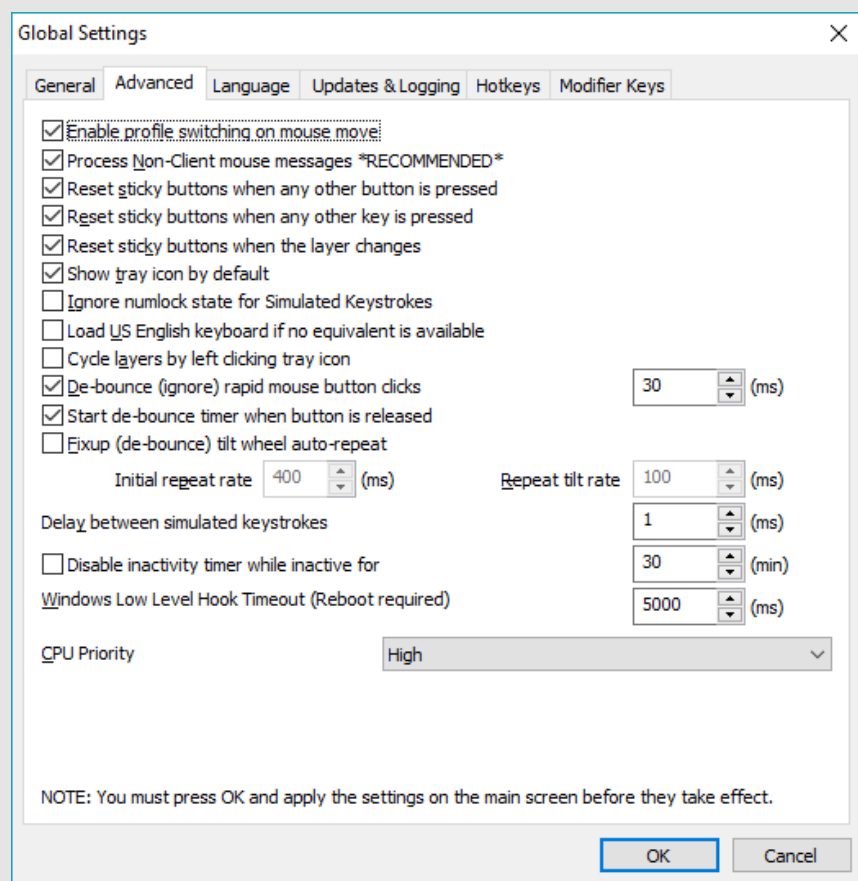 Global Settings
General Advanced Language Updates & Logging Hotkeys Modifier Keys
Enable profile switching on mouse move
Process Non-Client mouse messages *RECOMMENDED*
Reset sticky buttons when any other button is pressed
Reset sticky buttons when any other key is pressed
Reset sticky buttons when the layer changes
Show tray icon by default
Ignore numlock state for Simulated Keystrokes
Load US English keyboard if no equivalent is available
Cycle layers by left clicking tray icon
De-bounce (ignore) rapid mouse button clicks 30 (ms)
Start de-bounce timer when button is released
Fixup (de-bounce) tilt wheel auto-repeat
Initial repeat rate 400 (ms) Repeat tilt rate 100 (ms)
Delay between simulated keystrokes 1 (ms)
Disable inactivity timer while inactive for 30 (min)
Windows Low Level Hook Timeout (Reboot required) 5000 (ms)
CPU Priority High
NOTE: You must press OK and apply the settings on the main screen before they take effect.
OK Cancel